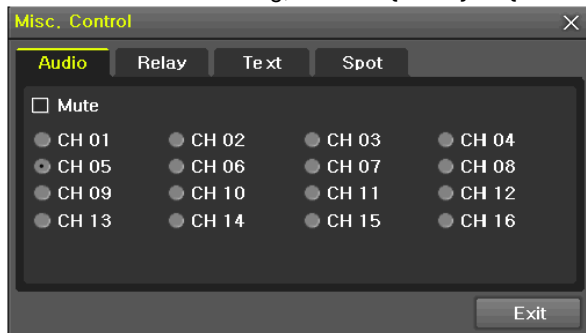 Misc. Control
Audio Relay Text Spot
Mute
CH 01 CH 02 CH 03 CH 04
CH 05 CH 06 CH 07 CH 08
CH 09 CH 10 CH 11 CH 12
CH 13 CH 14 CH 15 CH 16
Exit